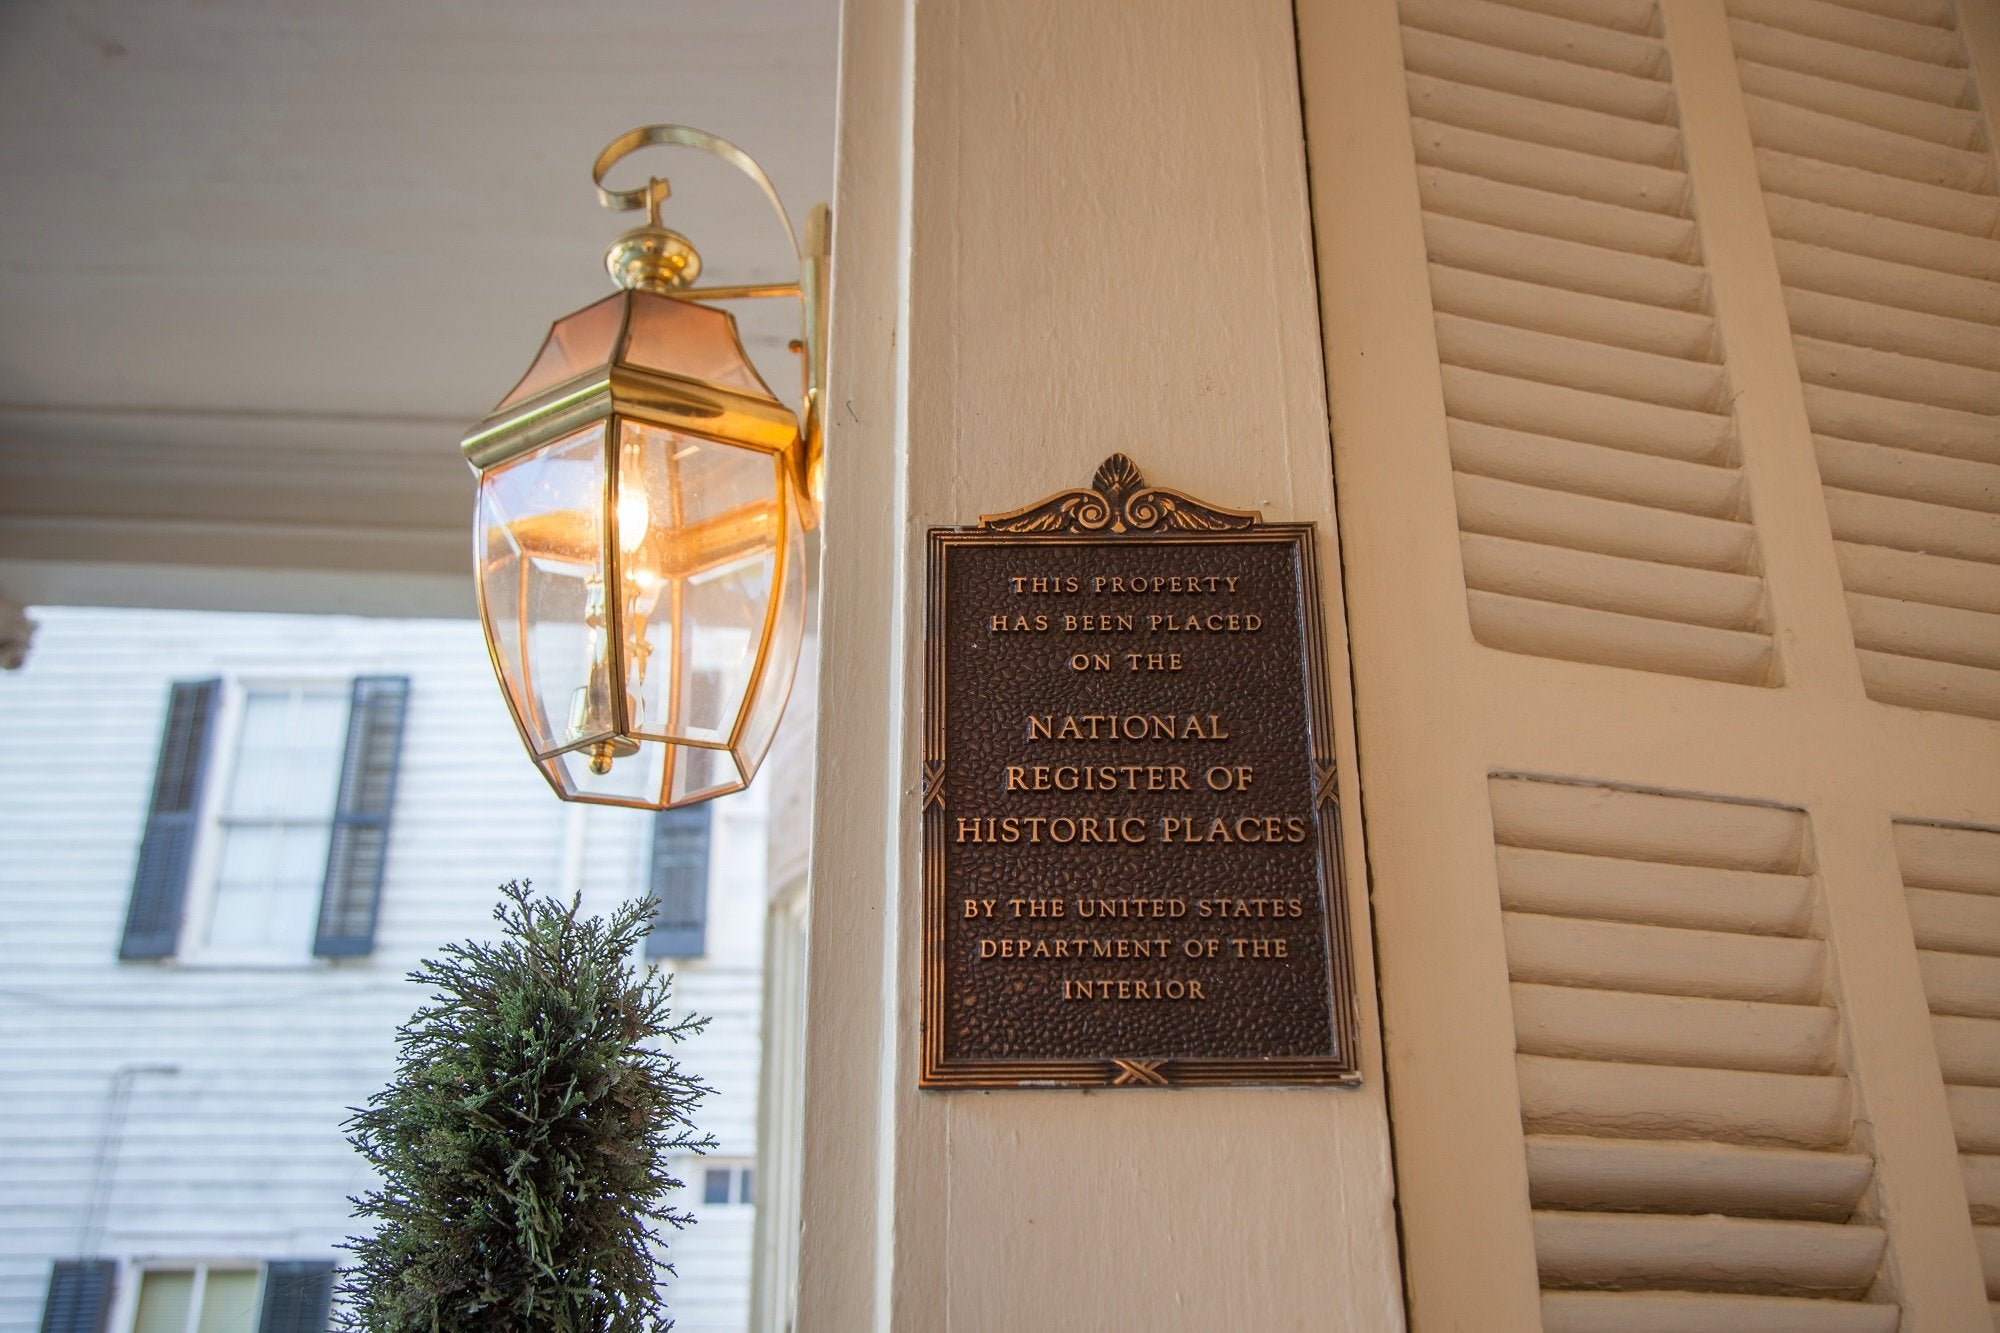 THIS PROPERTY
HAS BEEN PLACED
ON THE
NATIONAL
REGISTER OF
HISTORIC PLACES
BY THE UNITED STATES
DEPARTMENT OF THE
INTERIOR